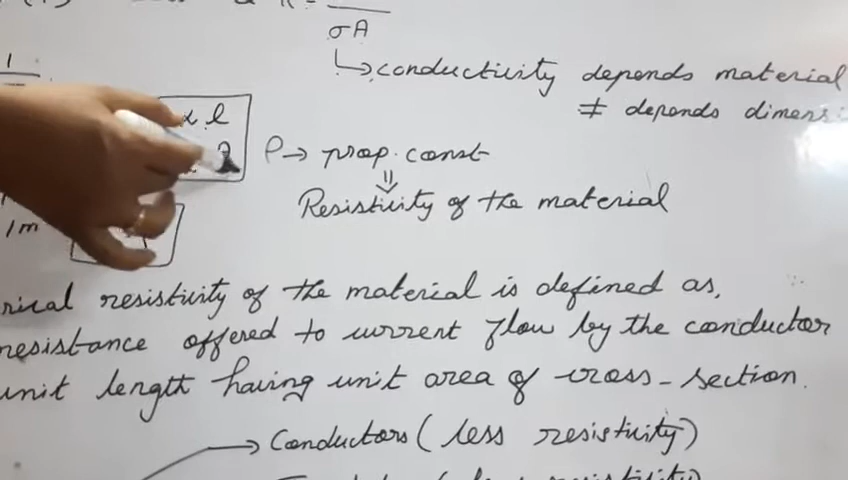 σA
↳ conductivity depends material
≠ depends dimens
∝ l
ρ → prop. const
⇓
Resistivity of the material
1m
rical resistivity of the material is defined as,
resistance offered to current flow by the conductor
unit length having unit area of cross-section.
→ Conductors (less resistivity)